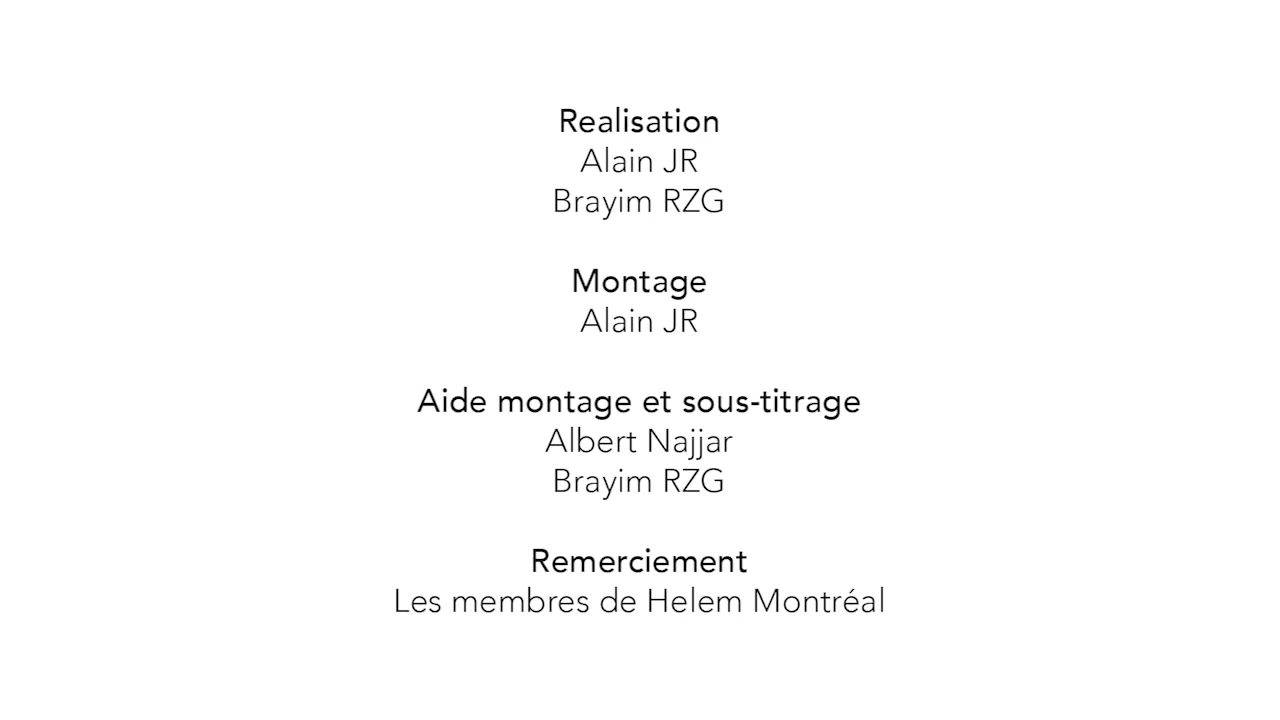 Realisation
Alain JR
Brayim RZG
Montage
Alain JR
Aide montage et sous-titrage
Albert Najjar
Brayim RZG
Remerciement
Les membres de Helem Montréal